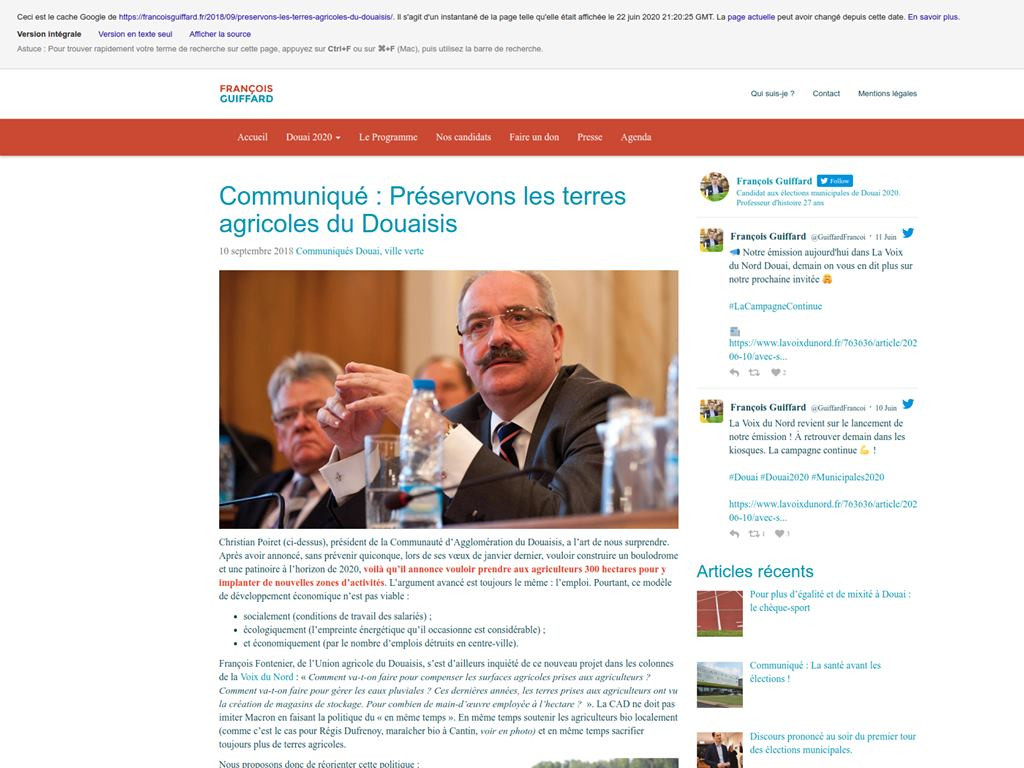 Ceci est le cache Google de https://francoisguiffard.fr/2018/09/preservons-les-terres-agricoles-du-douaisis/. Il s'agit d'un instantané de la page telle qu'elle était affichée le 22 juin 2020 21:20:25 GMT. La page actuelle peut avoir changé depuis cette date. En savoir plus.
Version intégrale Version en texte seul Afficher la source
Astuce : Pour trouver rapidement votre terme de recherche sur cette page, appuyez sur Ctrl+F ou sur ⌘+F (Mac), puis utilisez la barre de recherche.
FRANÇOIS
GUIFFARD
Qui suis-je ? Contact Mentions légales
Accueil Douai 2020 Le Programme Nos candidats Faire un don Presse Agenda
Communiqué : Préservons les terres
agricoles du Douaisis
10 septembre 2018 Communiqués Douai, ville verte
Christian Poiret (ci-dessus), président de la Communauté d'Agglomération du Douaisis, a l'art de nous surprendre.
Après avoir annoncé, sans prévenir quiconque, lors de ses vœux de janvier dernier, vouloir construire un boulodrome
et une patinoire à l'horizon de 2020, voilà qu'il annonce vouloir prendre aux agriculteurs 300 hectares pour y
implanter de nouvelles zones d'activités. L'argument avancé est toujours le même : l'emploi. Pourtant, ce modèle
de développement économique n'est pas viable :
• socialement (conditions de travail des salariés) ;
• écologiquement (l'empreinte énergétique qu'il occasionne est considérable) ;
• et économiquement (par le nombre d'emplois détruits en centre-ville).
François Fontenier, de l'Union agricole du Douaisis, s'est d'ailleurs inquiété de ce nouveau projet dans les colonnes
de la Voix du Nord : « Comment va-t-on faire pour compenser les surfaces agricoles prises aux agriculteurs ?
Comment va-t-on faire pour gérer les eaux pluviales ? Ces dernières années, les terres prises aux agriculteurs ont vu
la création de magasins de stockage. Pour combien de main-d'œuvre employée à l'hectare ? ». La CAD ne doit pas
imiter Macron en faisant la politique du « en même temps ». En même temps soutenir les agriculteurs bio localement
(comme c'est le cas pour Régis Dufrenoy, maraîcher bio à Cantin, voir en photo) et en même temps sacrifier
toujours plus de terres agricoles.
Nous proposons donc de réorienter cette politique :
François Guiffard Follow
Candidat aux élections municipales de Douai 2020.
Professeur d'histoire 27 ans
François Guiffard @GuiffardFrancoi · 11 Juin
📣 Notre émission aujourd'hui dans La Voix
du Nord Douai, demain on vous en dit plus sur
notre prochaine invitée 🤗
#LaCampagneContinue
📰
https://www.lavoixdunord.fr/763636/article/202
06-10/avec-s...
2
François Guiffard @GuiffardFrancoi · 10 Juin
La Voix du Nord revient sur le lancement de
notre émission ! À retrouver demain dans les
kiosques. La campagne continue 💪 !
#Douai #Douai2020 #Municipales2020
https://www.lavoixdunord.fr/763636/article/202
06-10/avec-s...
1 3
Articles récents
Pour plus d'égalité et de mixité à Douai :
le chèque-sport
Communiqué : La santé avant les
élections !
Discours prononcé au soir du premier tour
des élections municipales.